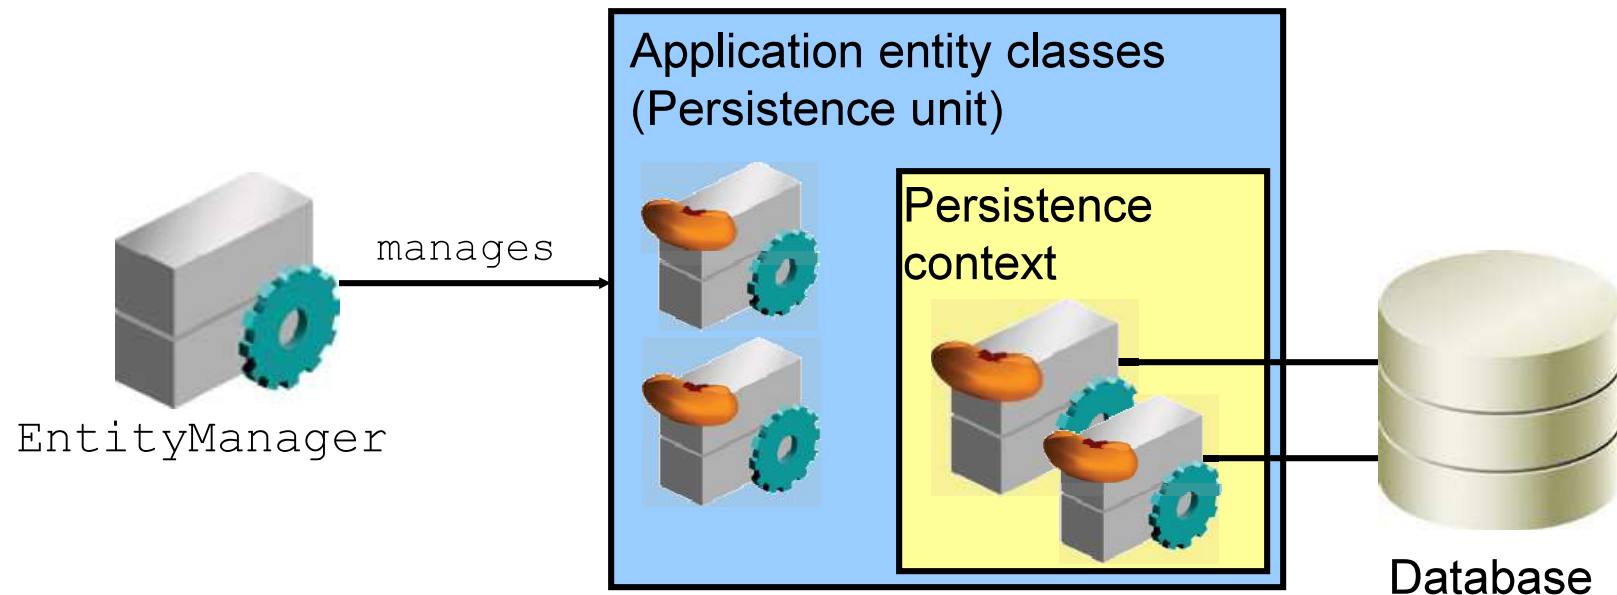 Application entity classes
(Persistence unit)
Persistence
context
manages
EntityManager
Database